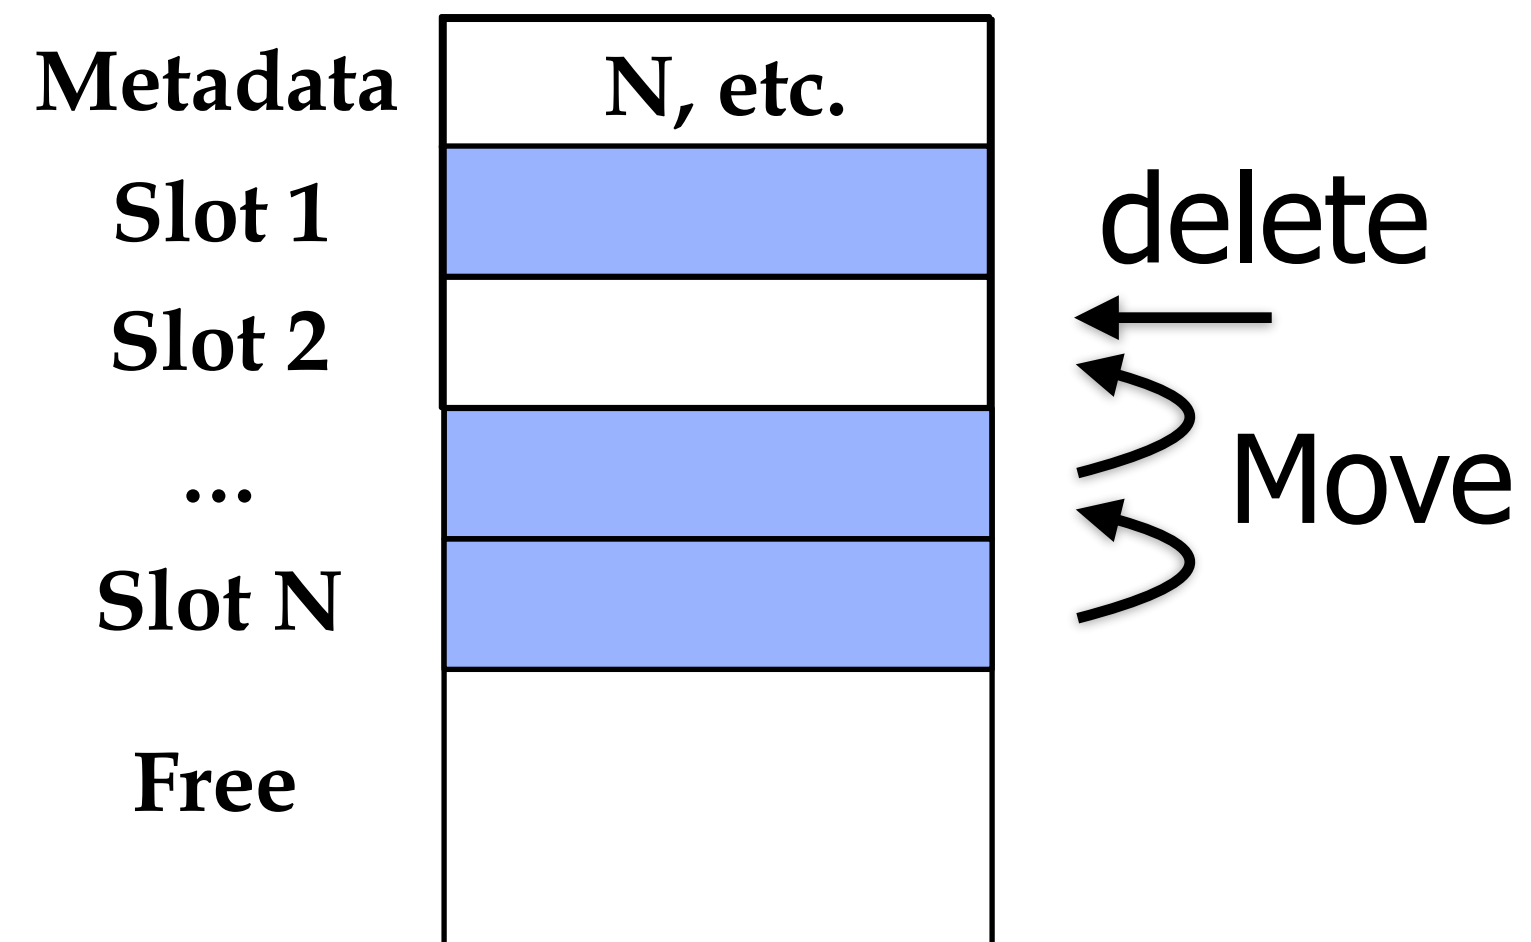 Metadata
N, etc.
Slot 1
delete
Slot 2
...
Move
Slot N
Free